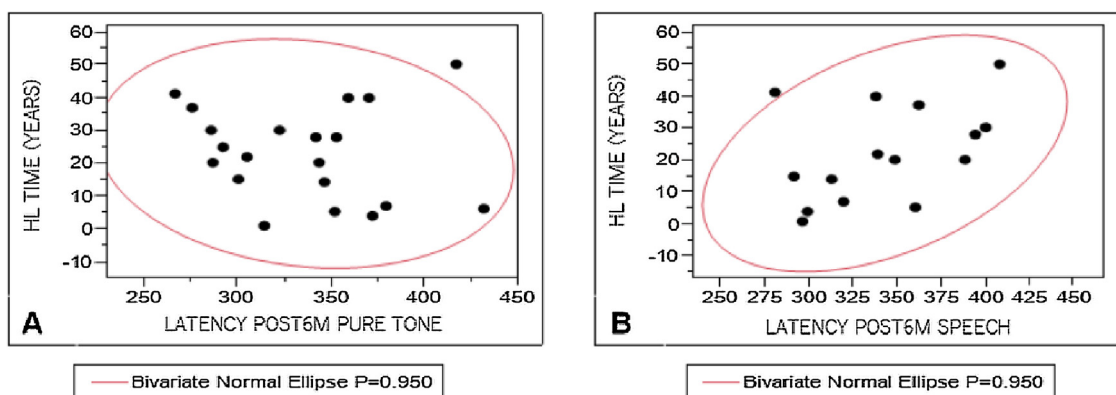 60
50
40
30
20
10
0
-10
HL TIME (YEARS)
250 300 350 400 450
A LATENCY POST6M PURE TONE
Bivariate Normal Ellipse P=0.950
60
50
40
30
20
10
0
-10
HL TIME (YEARS)
250 275 300 325 350 375 400 425 450
B LATENCY POST6M SPEECH
Bivariate Normal Ellipse P=0.950